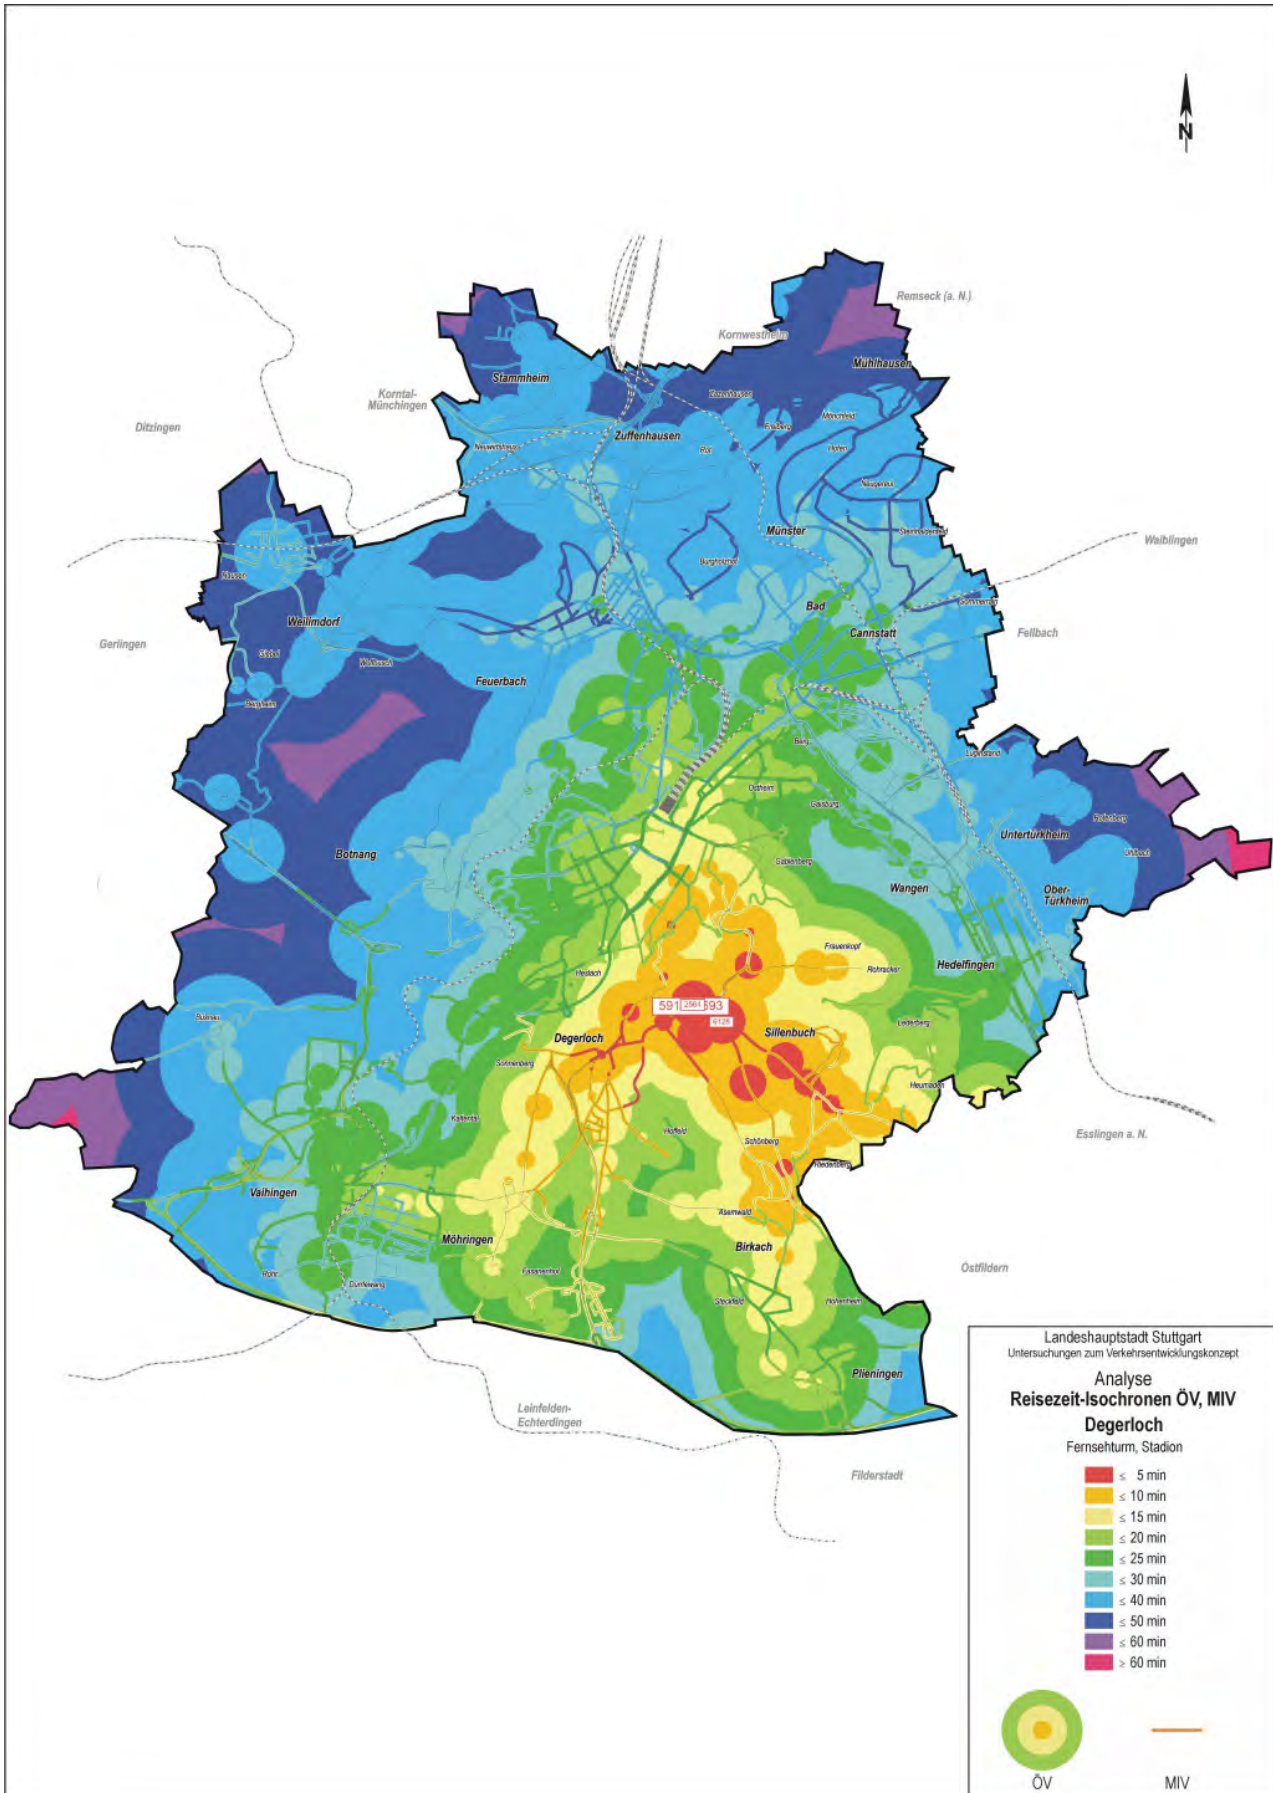 N
Remseck (a. N.)
Kornwestheim
Mühlhausen
Stammheim
Korntal-
Münchingen
Zazenhausen
Ditzingen
Mönchfeld
Freiberg
Zuffenhausen
Neuwirtshaus
Rot
Hofen
Neugereut
Münster
Steinhaldenfeld
Waiblingen
Burgholzhof
Hausen
Bad
Cannstatt
Sommerrain
Weilimdorf
Fellbach
Gerlingen
Giebel
Wolfbusch
Feuerbach
Bergheim
Berg
Luginsland
Ostheim
Gaisburg
Rotenberg
Untertürkheim
Botnang
Gablenberg
Uhlbach
Wangen
Ober-
Türkheim
Frauenkopf
Hedelfingen
Rohracker
Heslach
591
2564
393
6126
Büsnau
Lederberg
Degerloch
Sillenbuch
Sonnenberg
Heumaden
Kaltental
Hoffeld
Esslingen a. N.
Schönberg
Riedenberg
Vaihingen
Asemwald
Möhringen
Birkach
Ostfildern
Rohr
Fasanenhof
Dürrlewang
Steckfeld
Hohenheim
Plieningen
Leinfelden-
Echterdingen
Filderstadt
Landeshauptstadt Stuttgart
Untersuchungen zum Verkehrsentwicklungskonzept
Analyse
Reisezeit-Isochronen ÖV, MIV
Degerloch
Fernsehturm, Stadion
≤ 5 min
≤ 10 min
≤ 15 min
≤ 20 min
≤ 25 min
≤ 30 min
≤ 40 min
≤ 50 min
≤ 60 min
≥ 60 min
ÖV
MIV